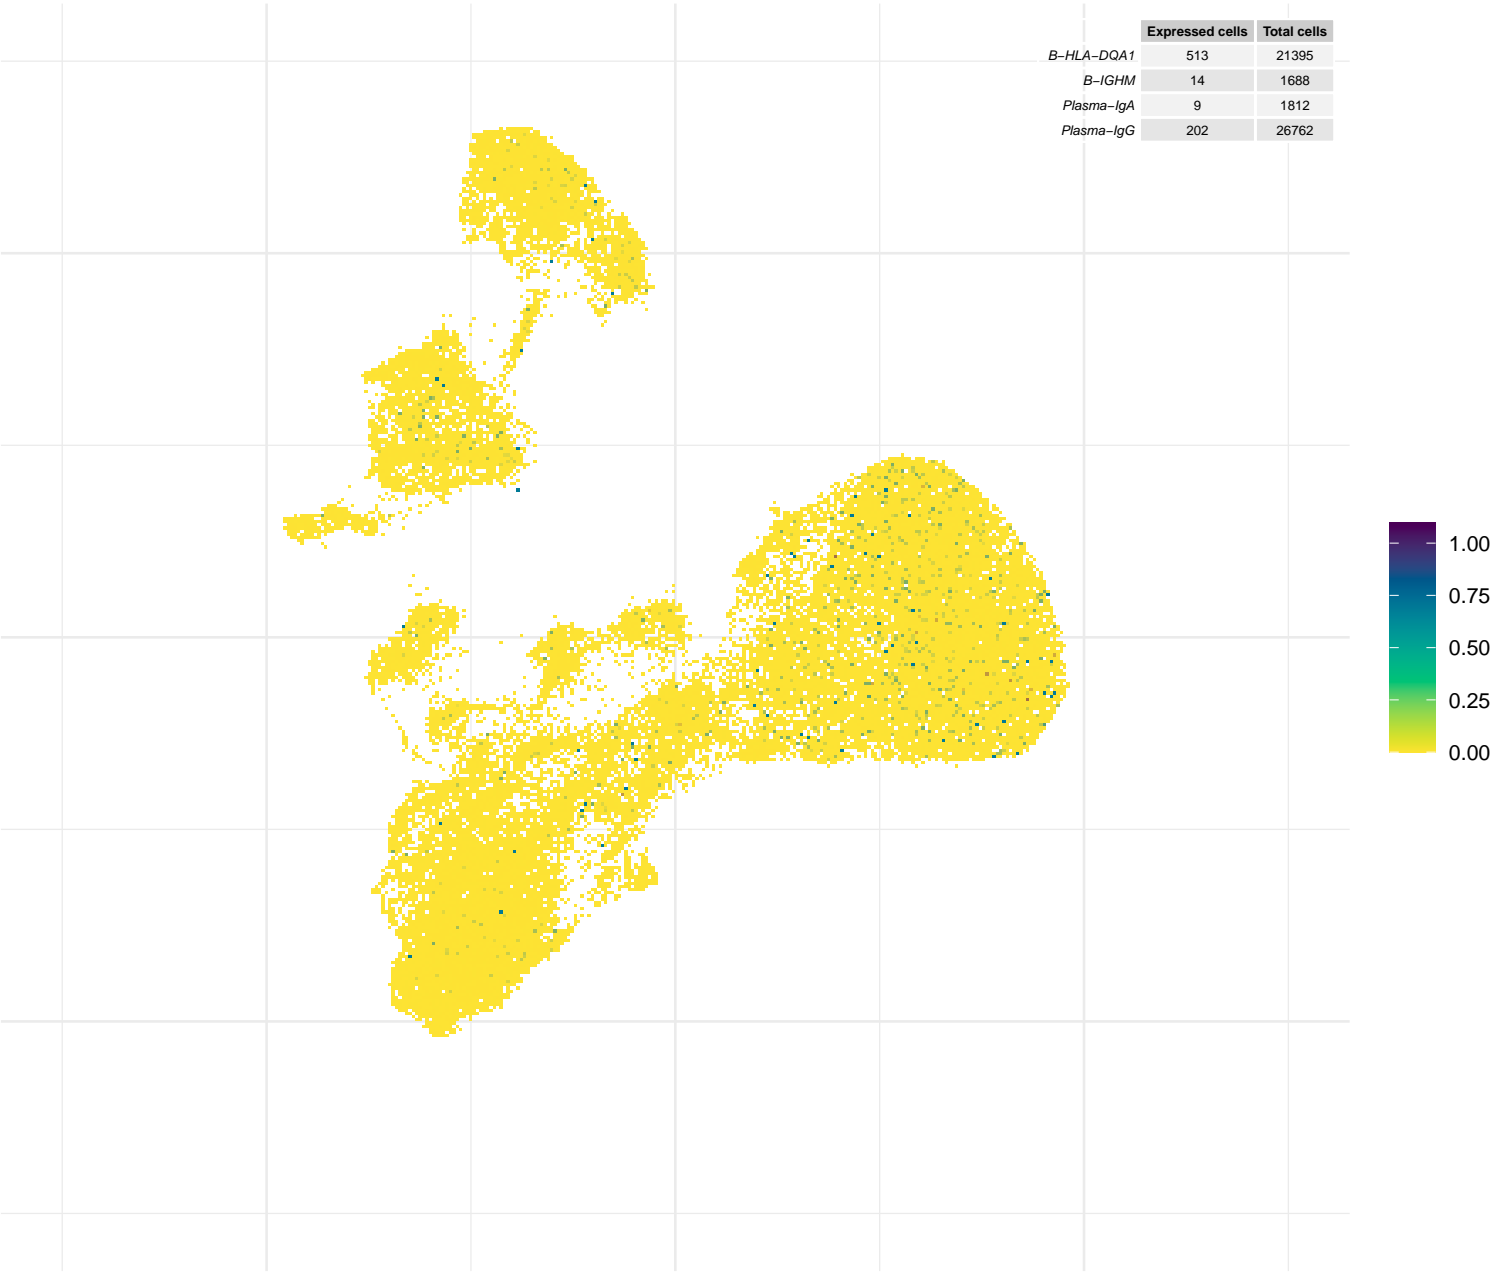 Expressed cells Total cells
B−HLA−DQA1 513 21395
B−IGHM 14 1688
Plasma−IgA 9 1812
Plasma−IgG 202 26762
1.00
0.75
0.50
0.25
0.00